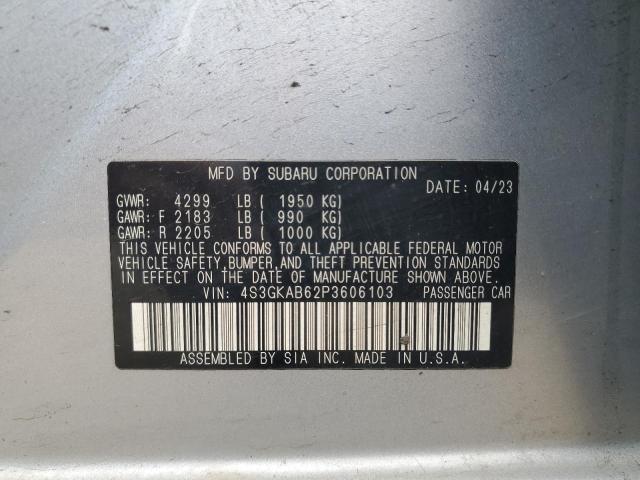 MFD BY SUBARU CORPORATION
DATE: 04/23
GVWR: 4299 LB ( 1950 KG)
GAWR: F 2183 LB ( 990 KG)
GAWR: R 2205 LB ( 1000 KG)
THIS VEHICLE CONFORMS TO ALL APPLICABLE FEDERAL MOTOR
VEHICLE SAFETY, BUMPER, AND THEFT PREVENTION STANDARDS
IN EFFECT ON THE DATE OF MANUFACTURE SHOWN ABOVE.
VIN: 4S3GKAB62P3606103 PASSENGER CAR
ASSEMBLED BY SIA INC. MADE IN U.S.A.